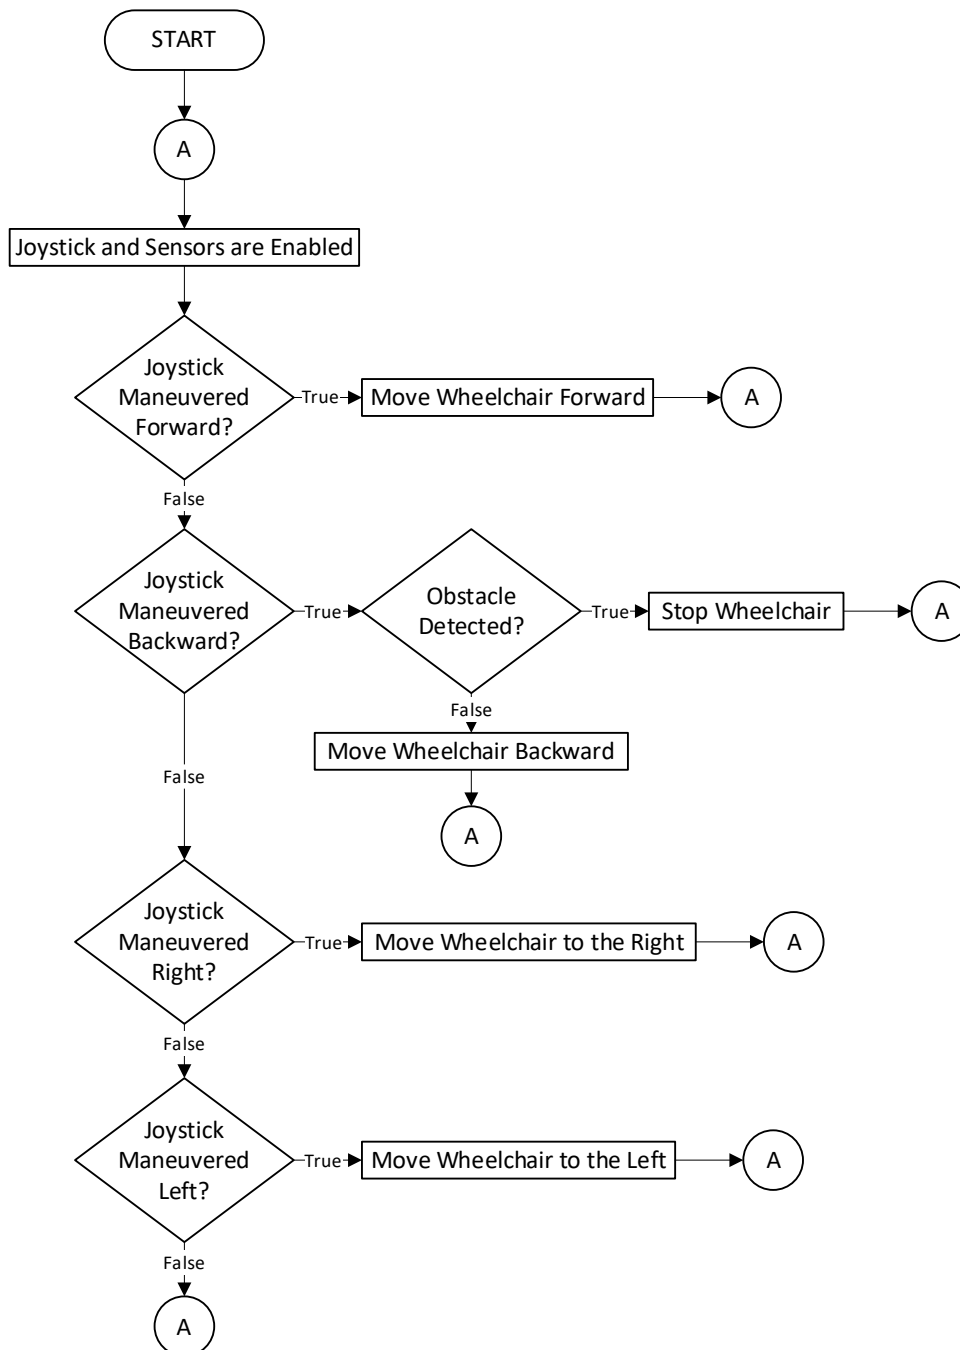 START
A
Joystick and Sensors are Enabled
Joystick
Maneuvered
Forward?
True
Move Wheelchair Forward
A
False
Joystick
Maneuvered
Backward?
True
Obstacle
Detected?
True
Stop Wheelchair
A
False
Move Wheelchair Backward
False
A
Joystick
Maneuvered
Right?
True
Move Wheelchair to the Right
A
False
Joystick
Maneuvered
Left?
True
Move Wheelchair to the Left
A
False
A